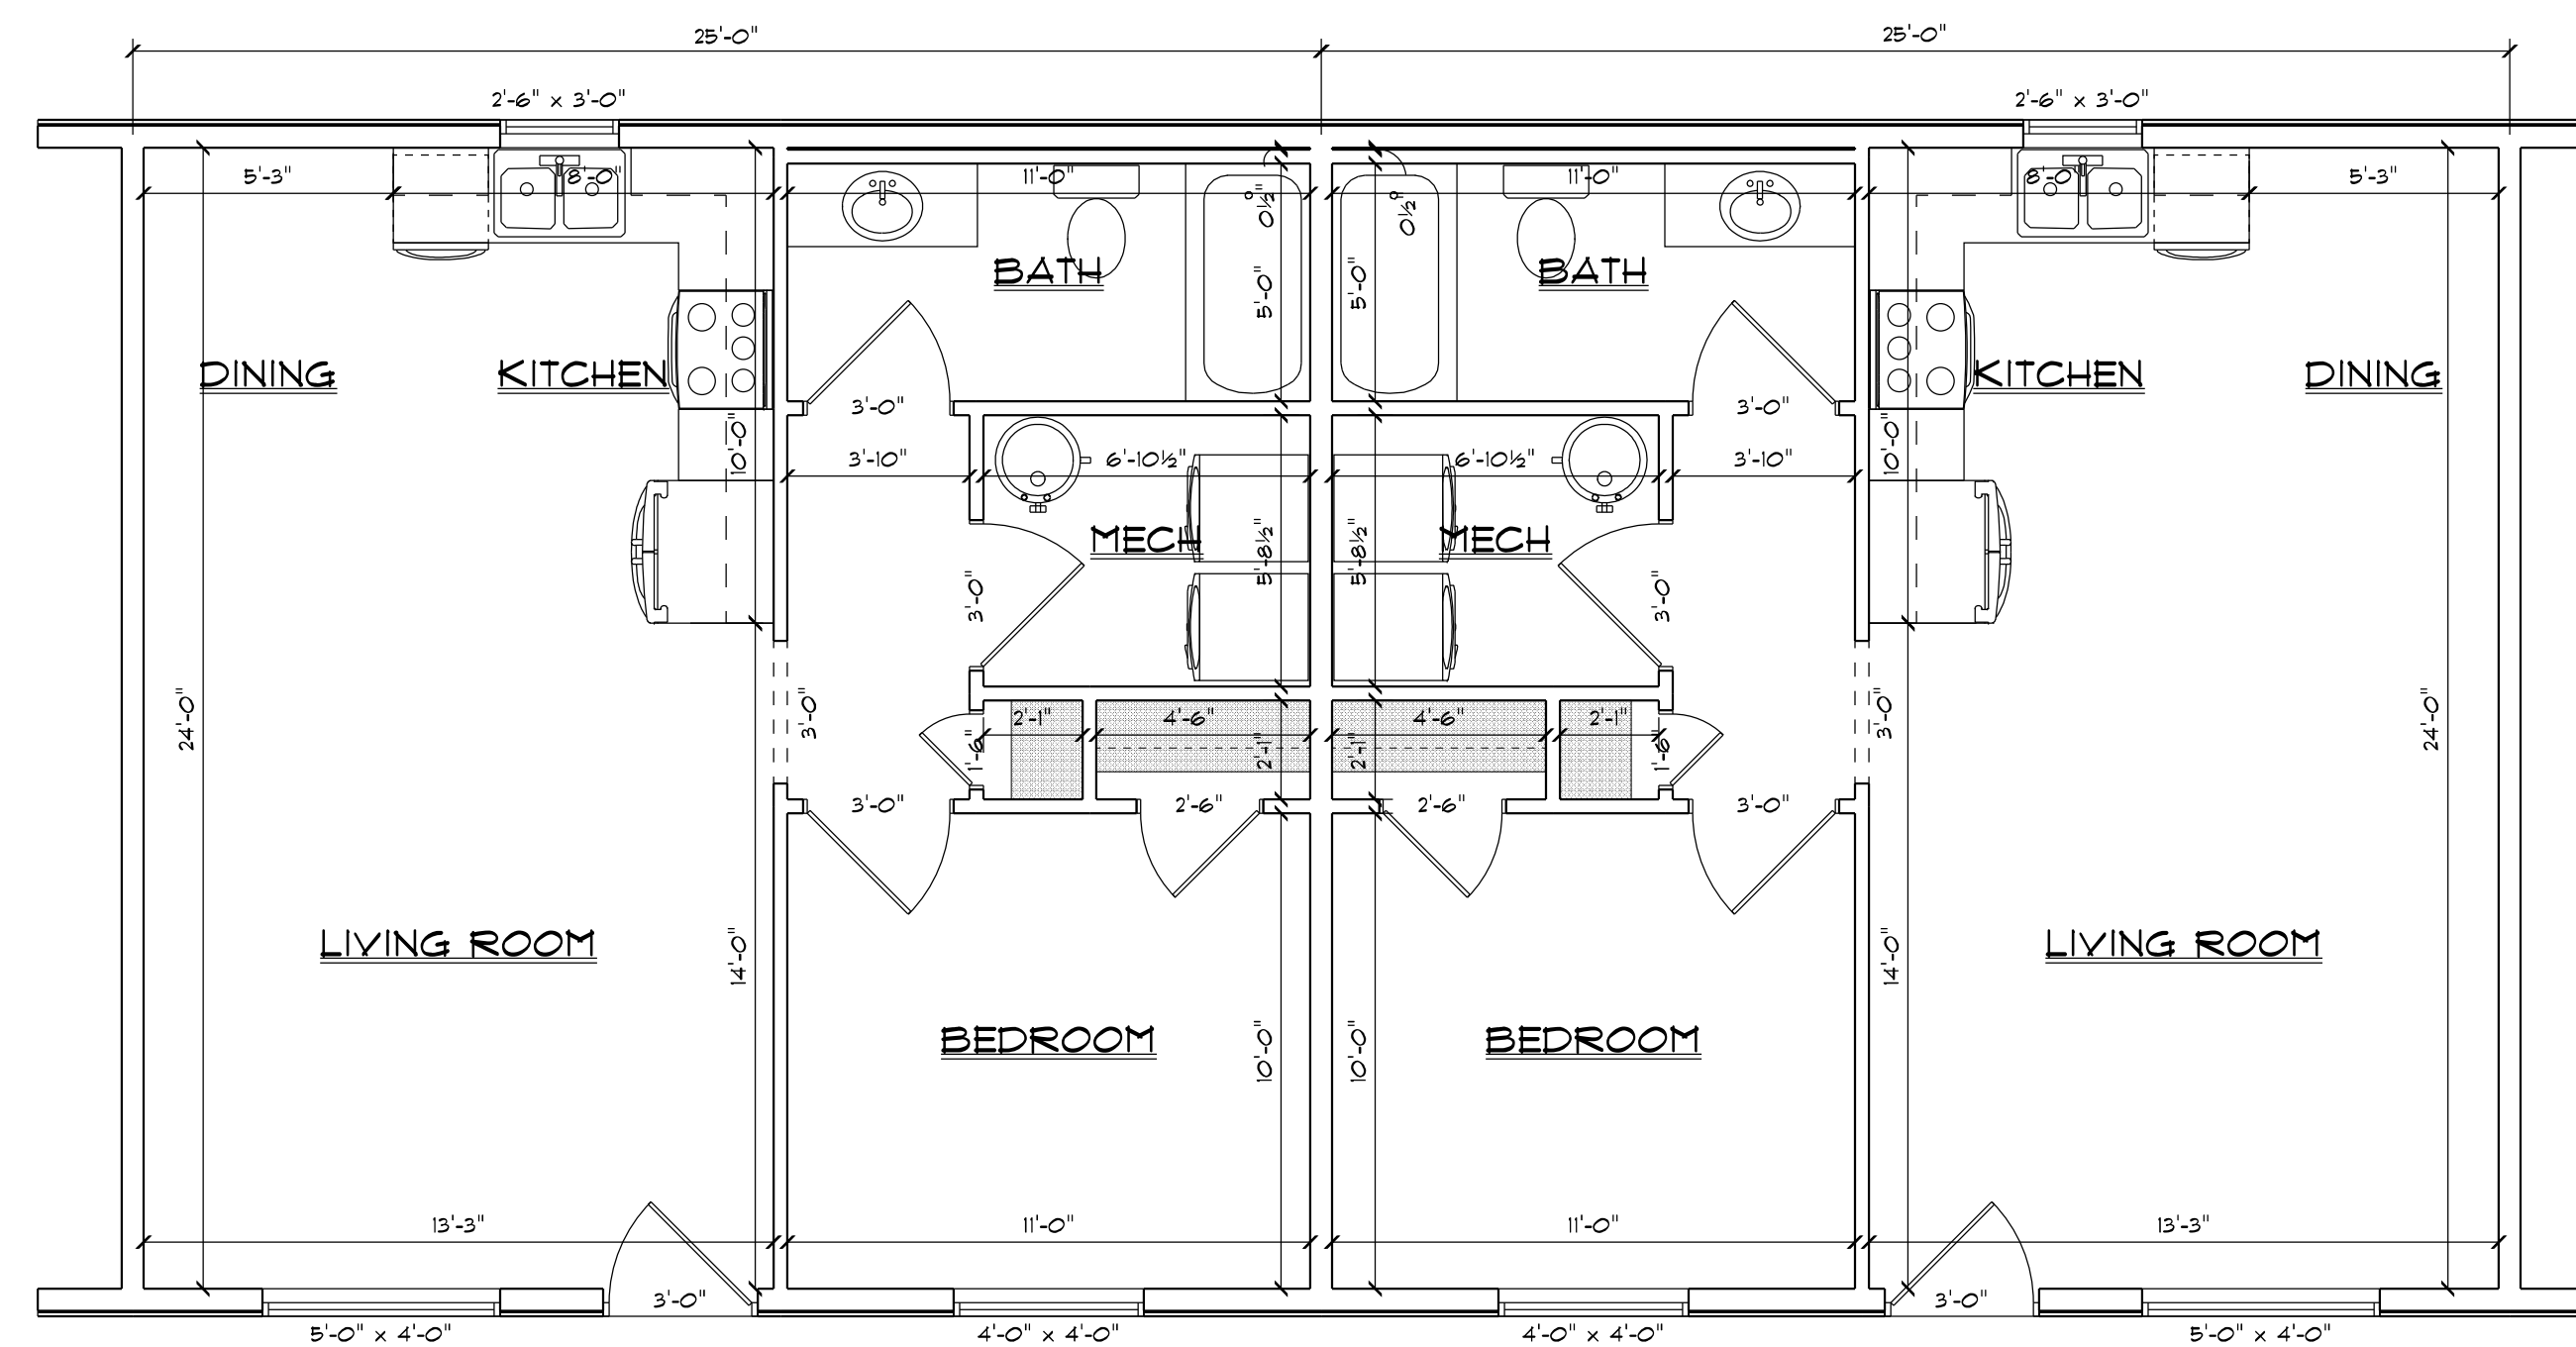 25'-0" 25'-0"
2'-6" x 3'-0" 2'-6" x 3'-0"
5'-3" 8'-0" 11'-0" 11'-0" 8'-0" 5'-3"
0½" 0½"
BATH BATH
5'-0" 5'-0"
DINING KITCHEN KITCHEN DINING
3'-0" 3'-0"
10'-0" 3'-10" 6'-10½" 6'-10½" 3'-10" 10'-0"
MECH MECH
5'-8½" 5'-8½"
3'-0" 3'-0"
24'-0" 3'-0" 2'-1" 4'-6" 4'-6" 2'-1" 3'-0" 24'-0"
1'-6" 2'-1" 2'-1" 1'-6"
3'-0" 2'-6" 2'-6" 3'-0"
LIVING ROOM LIVING ROOM
14'-0" 14'-0"
BEDROOM BEDROOM
10'-0" 10'-0"
13'-3" 11'-0" 11'-0" 13'-3"
3'-0" 3'-0"
5'-0" x 4'-0" 4'-0" x 4'-0" 4'-0" x 4'-0" 5'-0" x 4'-0"